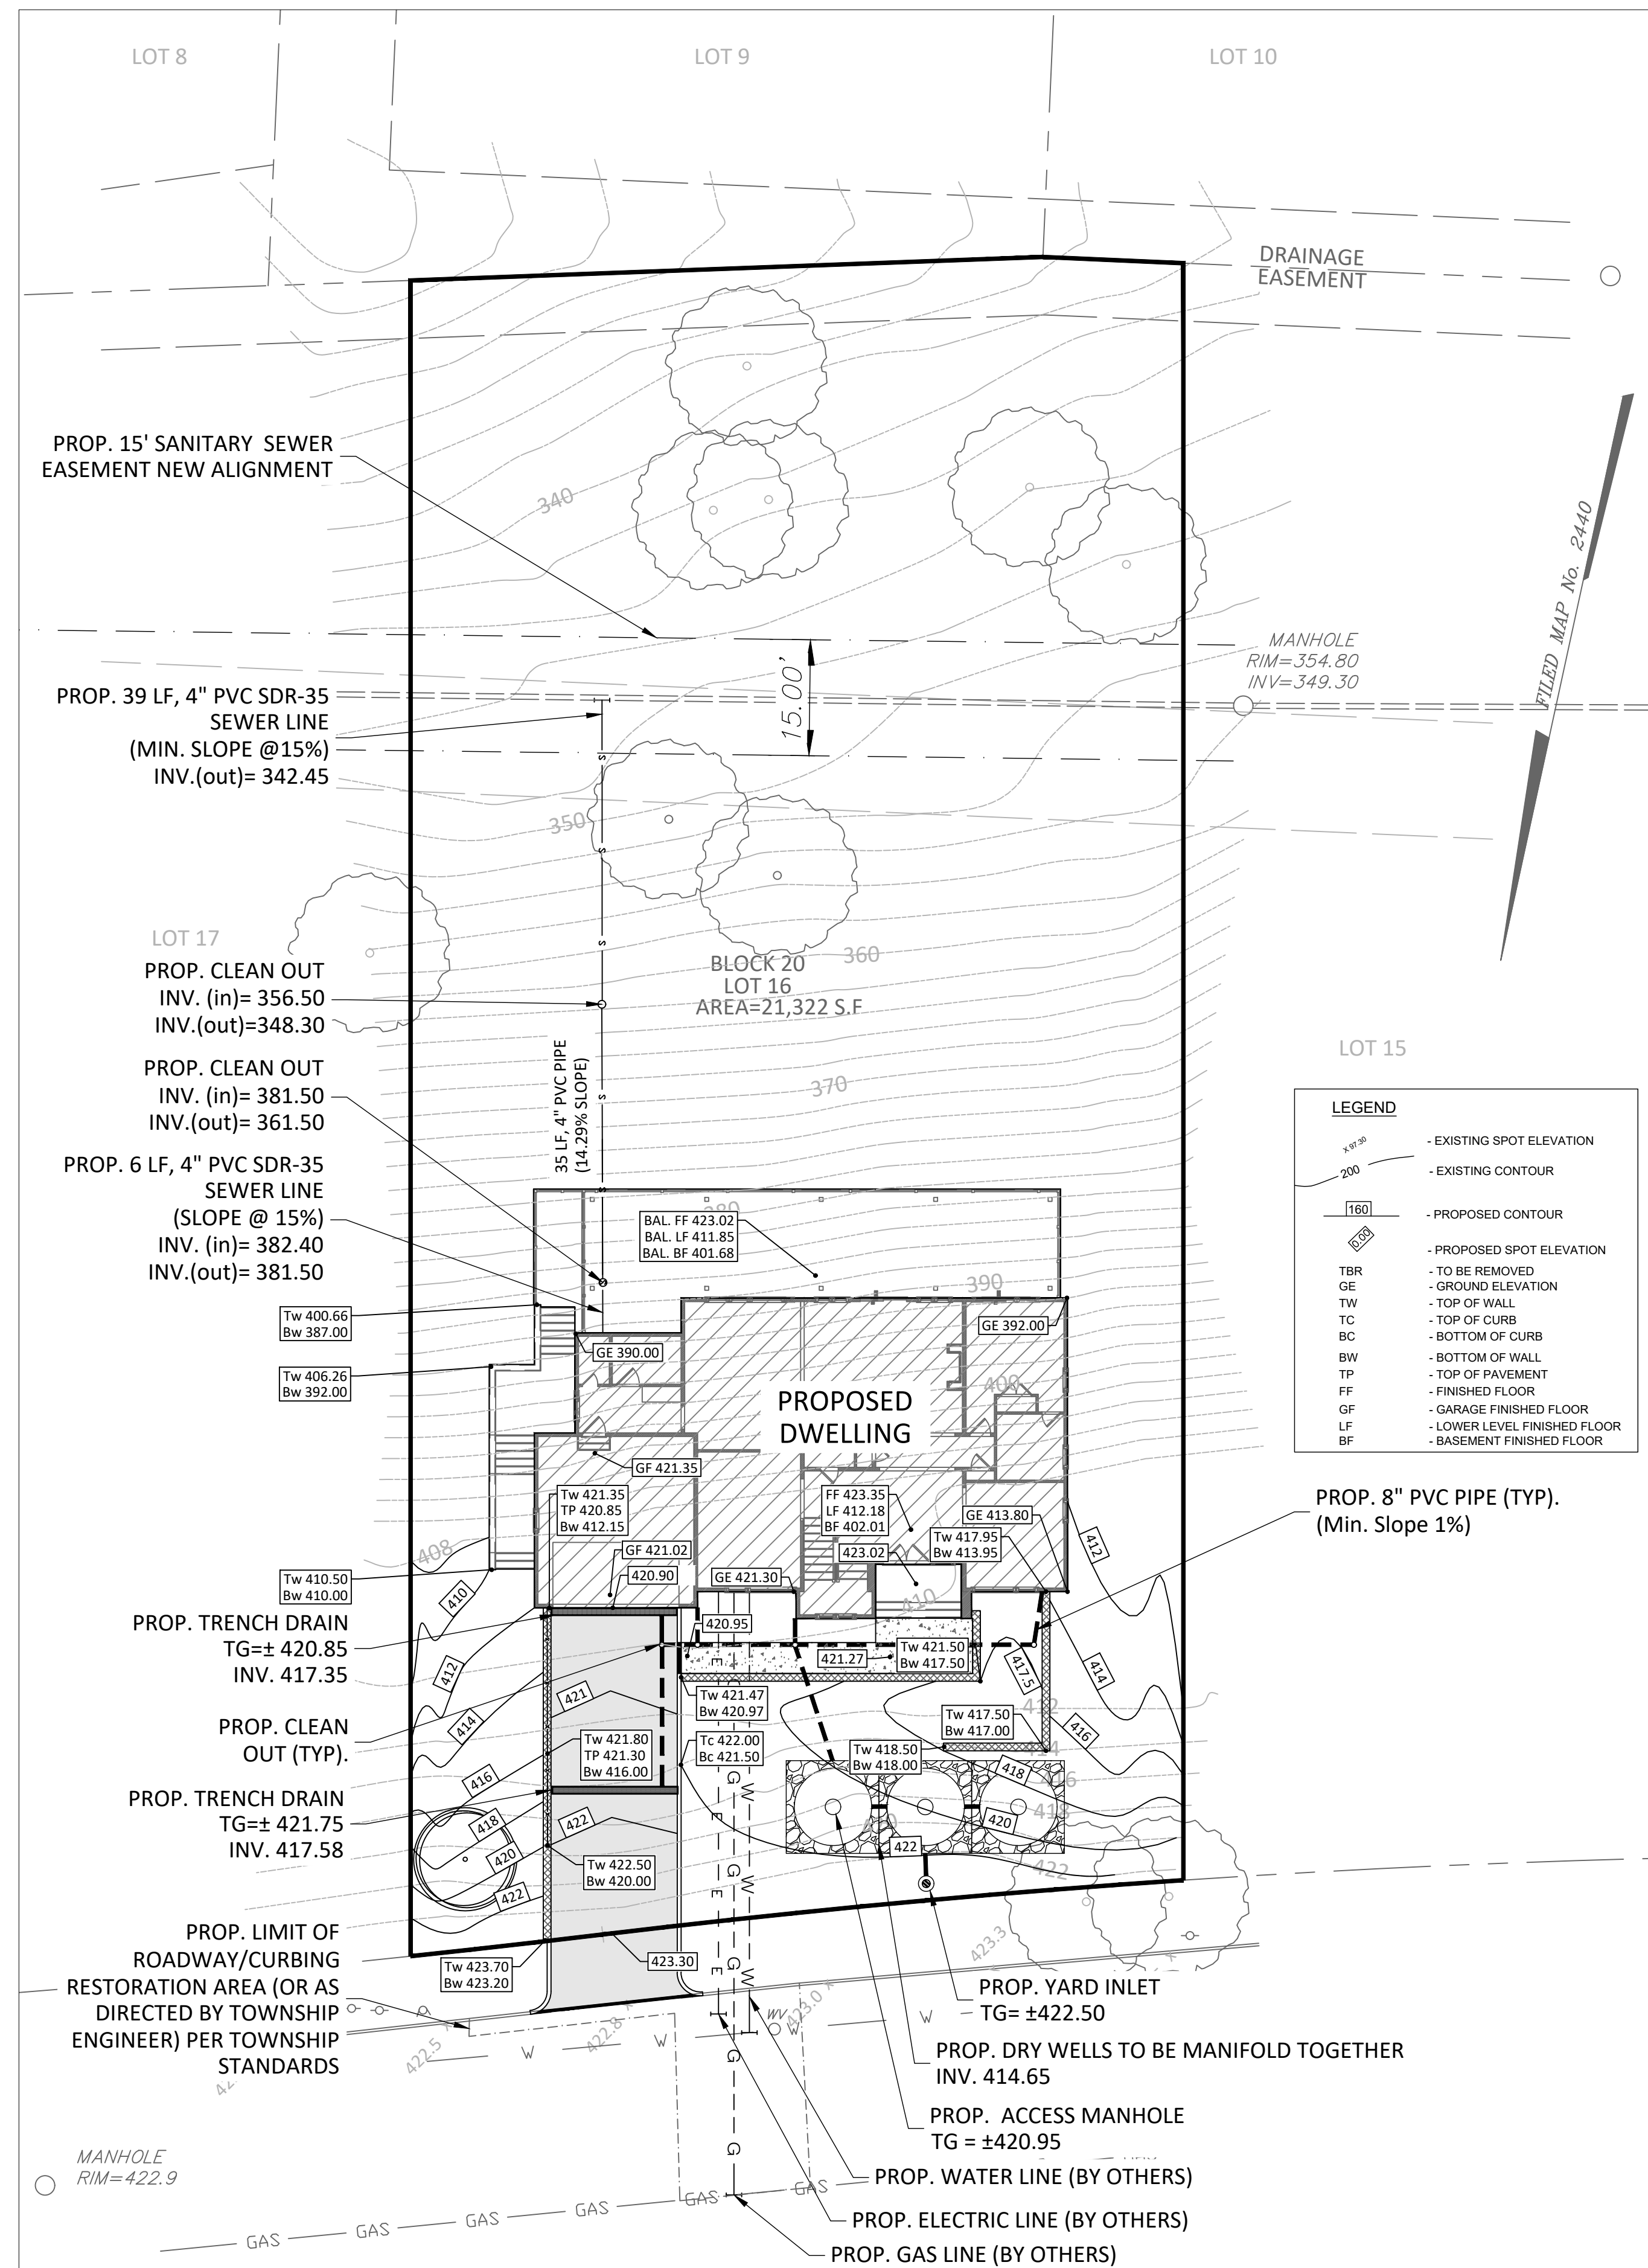 LOT 8
LOT 9
LOT 10
DRAINAGE
EASEMENT
PROP. 15' SANITARY SEWER
EASEMENT NEW ALIGNMENT
340
FILED MAP No. 2440
MANHOLE
RIM=354.80
INV=349.30
15.00'
PROP. 39 LF, 4" PVC SDR-35
SEWER LINE
(MIN. SLOPE @15%)
INV.(out)= 342.45
S
350
S
S
LOT 17
360
BLOCK 20
LOT 16
AREA=21,322 S.F
PROP. CLEAN OUT
INV. (in)= 356.50
INV.(out)=348.30
35 LF, 4" PVC PIPE
(14.29% SLOPE)
S
370
PROP. CLEAN OUT
INV. (in)= 381.50
INV.(out)= 361.50
LOT 15
PROP. 6 LF, 4" PVC SDR-35
SEWER LINE
(SLOPE @ 15%)
INV. (in)= 382.40
INV.(out)= 381.50
LEGEND
X 97.30
- EXISTING SPOT ELEVATION
200
- EXISTING CONTOUR
160
- PROPOSED CONTOUR
0.00
- PROPOSED SPOT ELEVATION
TBR - TO BE REMOVED
GE - GROUND ELEVATION
TW - TOP OF WALL
TC - TOP OF CURB
BC - BOTTOM OF CURB
BW - BOTTOM OF WALL
TP - TOP OF PAVEMENT
FF - FINISHED FLOOR
GF - GARAGE FINISHED FLOOR
LF - LOWER LEVEL FINISHED FLOOR
BF - BASEMENT FINISHED FLOOR
380
BAL. FF 423.02
BAL. LF 411.85
BAL. BF 401.68
390
Tw 400.66
Bw 387.00
GE 392.00
GE 390.00
Tw 406.26
Bw 392.00
400
PROPOSED
DWELLING
GF 421.35
Tw 421.35
TP 420.85
Bw 412.15
FF 423.35
LF 412.18
BF 402.01
GE 413.80
Tw 417.95
Bw 413.95
PROP. 8" PVC PIPE (TYP).
(Min. Slope 1%)
408
GF 421.02
423.02
412
Tw 410.50
Bw 410.00
420.90
GE 421.30
410
410
PROP. TRENCH DRAIN
TG=± 420.85
INV. 417.35
420.95
421.27
Tw 421.50
Bw 417.50
417.5
414
412
421
Tw 421.47
Bw 420.97
412
PROP. CLEAN
OUT (TYP).
414
Tw 421.80
TP 421.30
Bw 416.00
Tc 422.00
Bc 421.50
Tw 417.50
Bw 417.00
416
414
Tw 418.50
Bw 418.00
416
418
416
PROP. TRENCH DRAIN
TG=± 421.75
INV. 417.58
418
422
420
418
420
422
Tw 422.50
Bw 420.00
422
422
E
G
W
E
G
W
E
G
W
PROP. LIMIT OF
ROADWAY/CURBING
RESTORATION AREA (OR AS
DIRECTED BY TOWNSHIP
ENGINEER) PER TOWNSHIP
STANDARDS
Tw 423.70
Bw 423.20
423.30
423.3
PROP. YARD INLET
TG= ±422.50
422.5 X
422.8 X
423.0 X
WV
W
W
W
W
PROP. DRY WELLS TO BE MANIFOLD TOGETHER
INV. 414.65
PROP. ACCESS MANHOLE
TG = ±420.95
G
G
MANHOLE
RIM=422.9
PROP. WATER LINE (BY OTHERS)
GAS
GAS
GAS
GAS
GAS
GAS
PROP. ELECTRIC LINE (BY OTHERS)
PROP. GAS LINE (BY OTHERS)